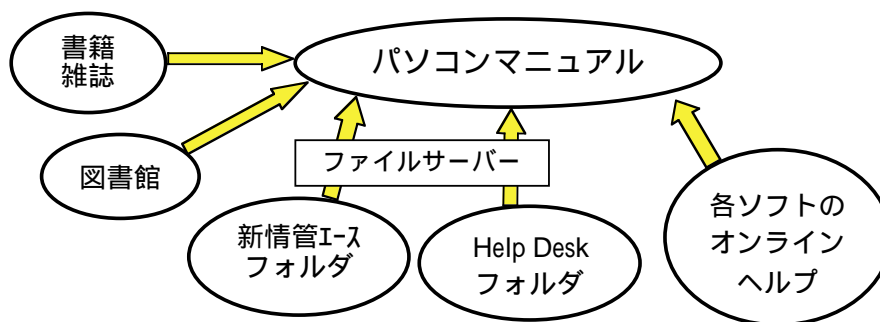 書籍
雑誌
パソコンマニュアル
図書館
ファイルサーバー
新情管ｴｰｽ
フォルダ
Help Desk
フォルダ
各ソフトの
オンライン
ヘルプ